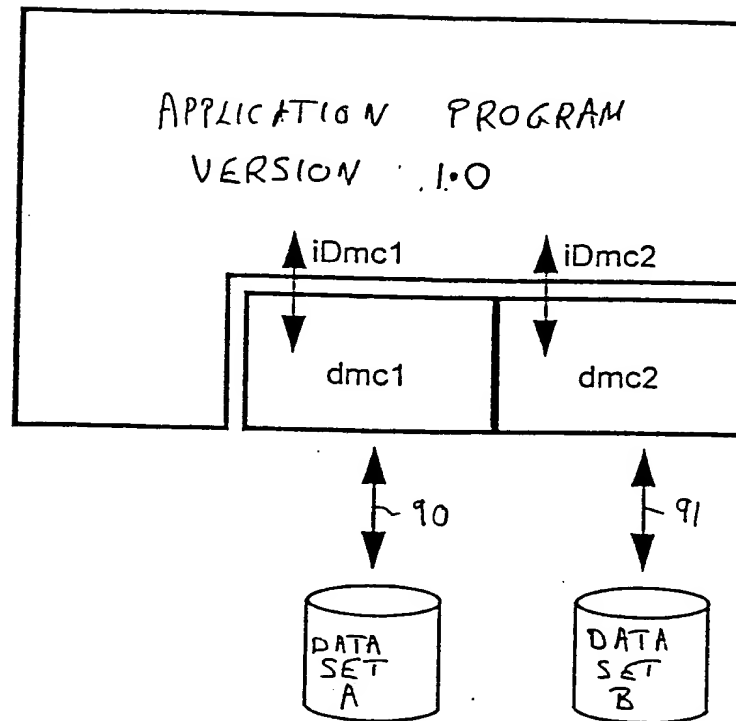 APPLICATION PROGRAM
VERSION 1.0
iDmc1 iDmc2
dmc1 dmc2
90 91
DATA SET A
DATA SET B